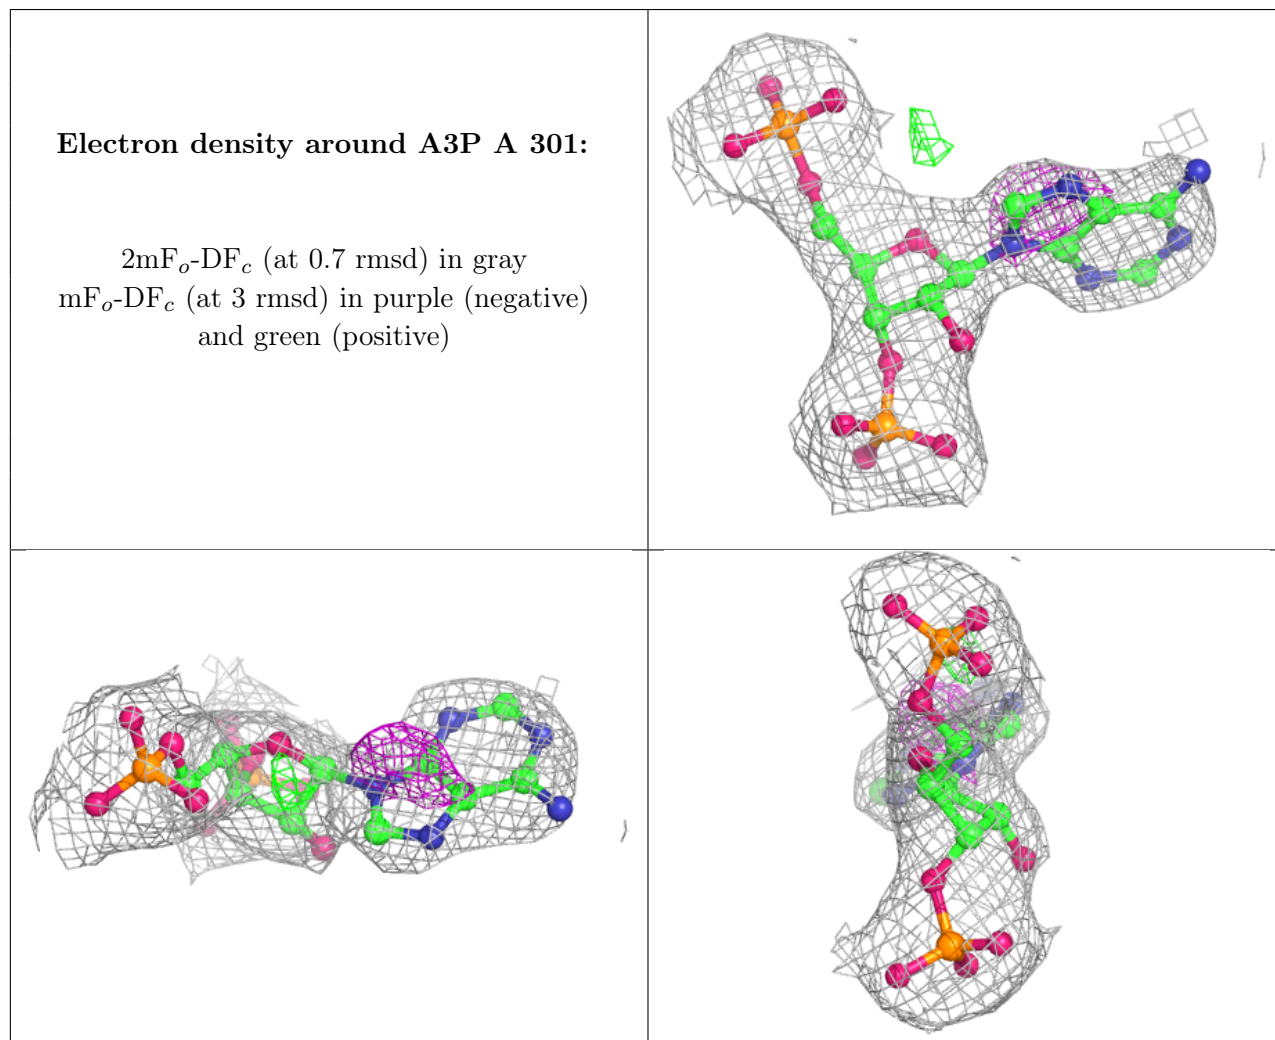 Electron density around A3P A 301:
2mFₒ-DF𝒸 (at 0.7 rmsd) in gray
mFₒ-DF𝒸 (at 3 rmsd) in purple (negative)
and green (positive)